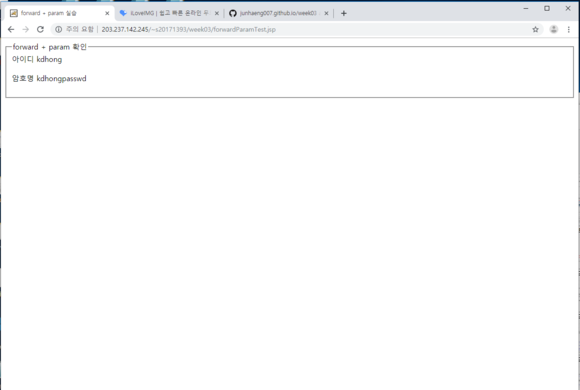 forward + param 실습
ILoveIMG | 쉽고 빠른 온라인 무
junhaeng007.github.io/week03
주의 요함 | 203.237.142.245/~s20171393/week03/forwardParamTest.jsp
forward + param 확인
아이디 kdhong
암호명 kdhongpasswd